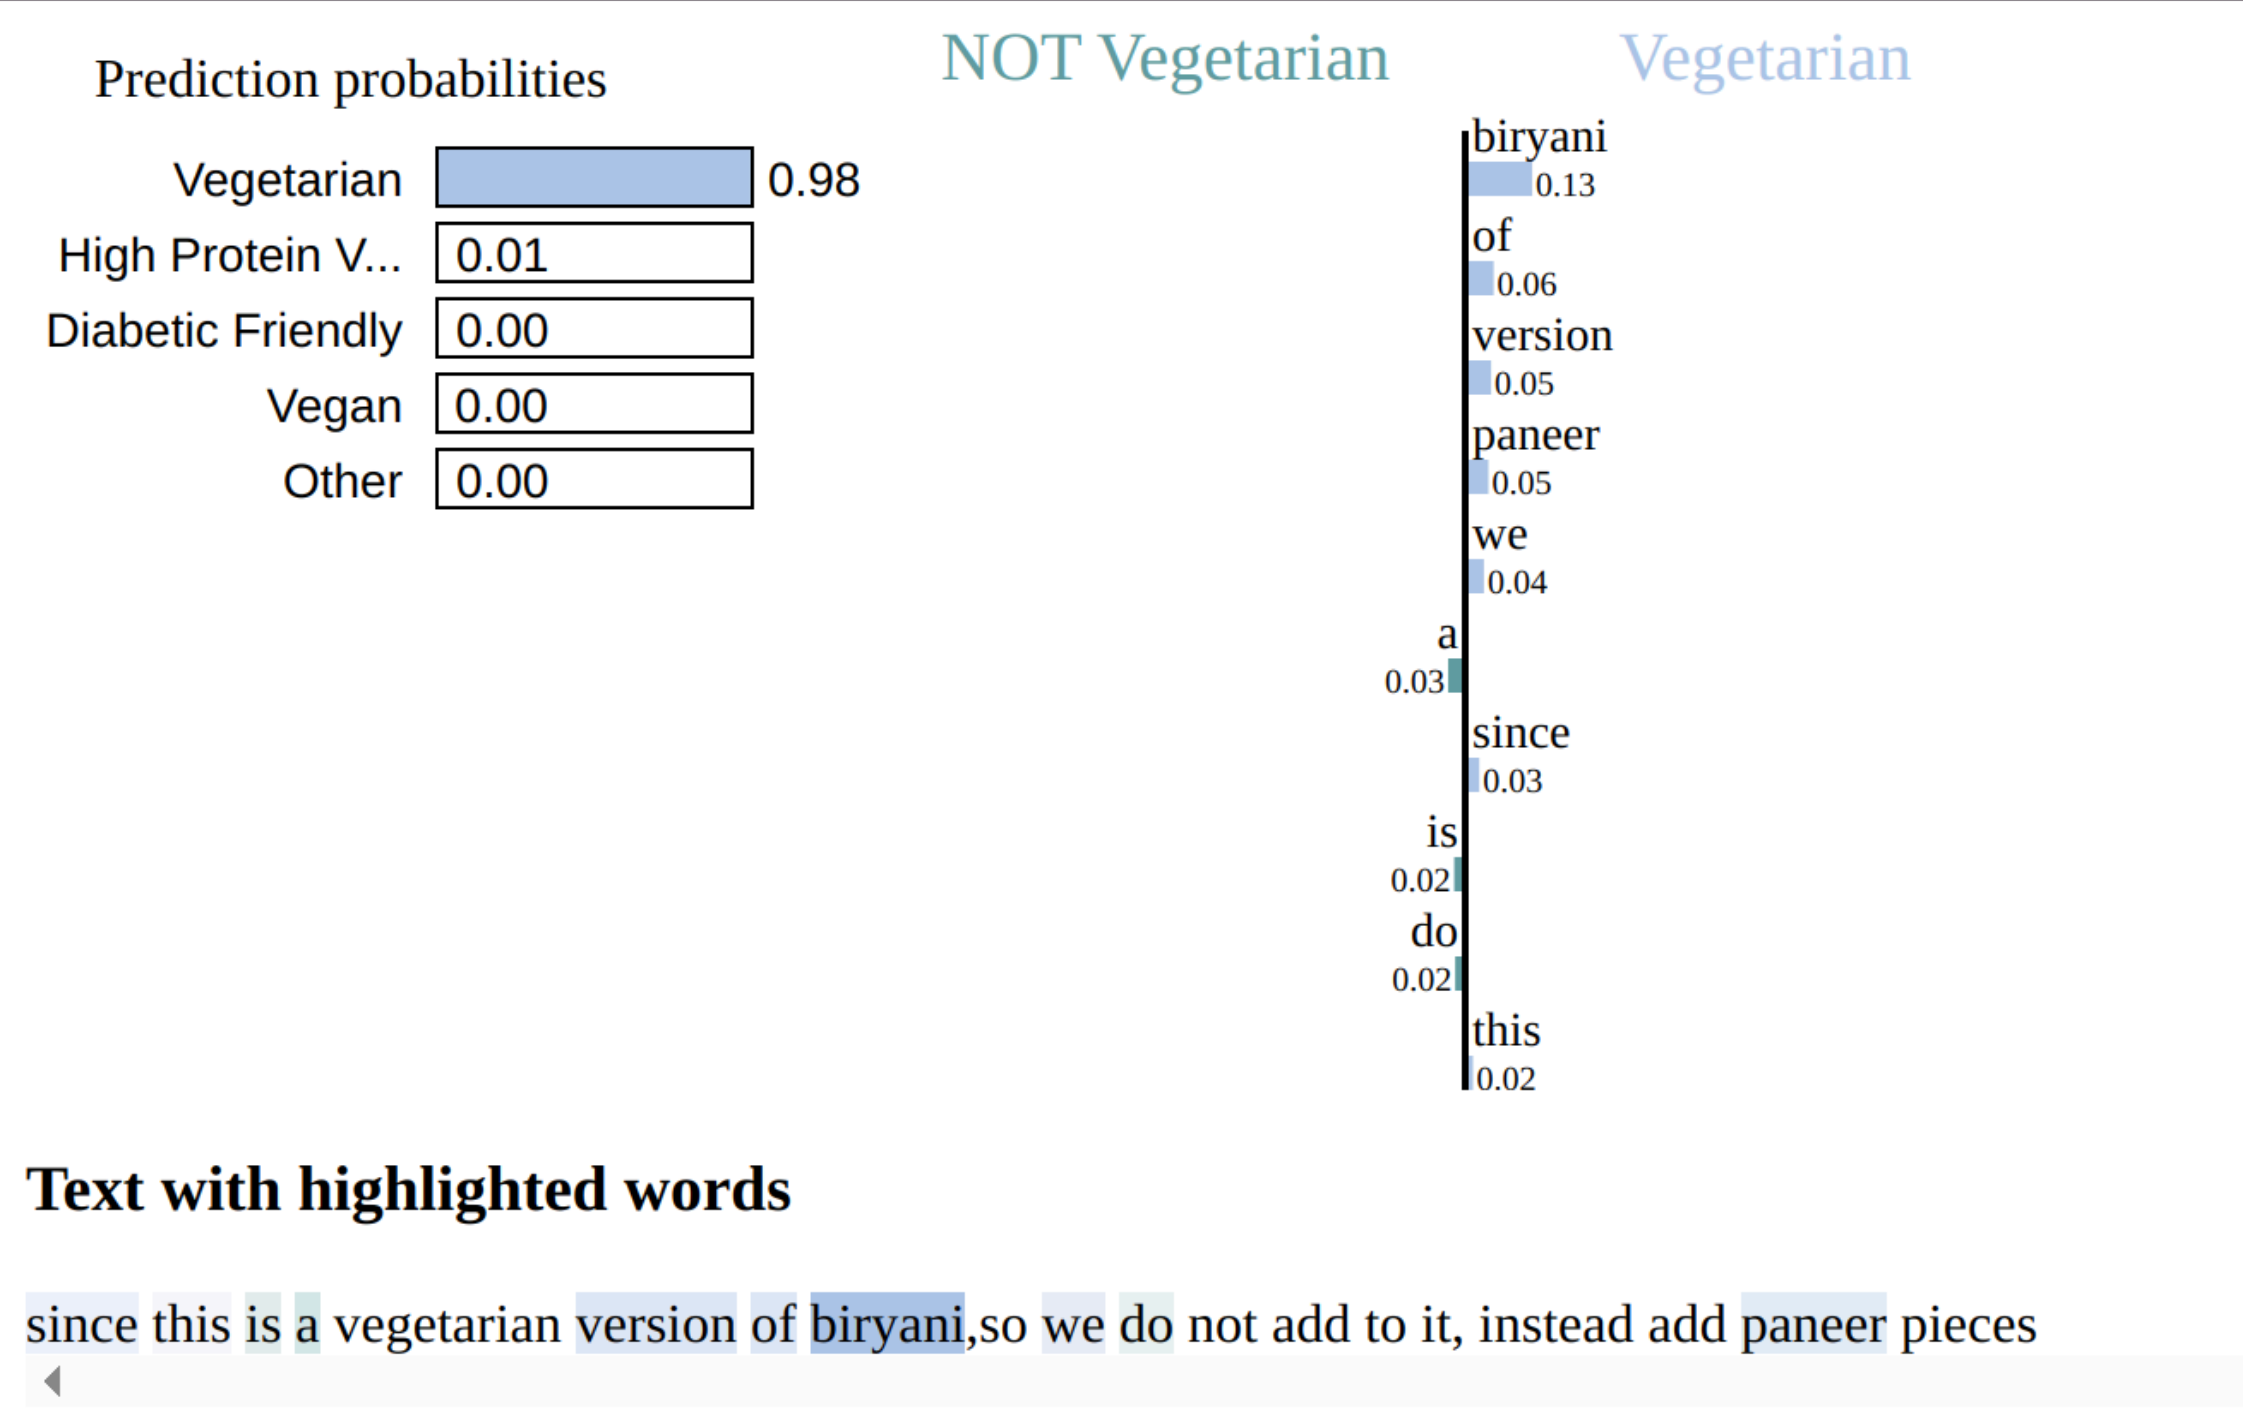 Prediction probabilities
Vegetarian 0.98
High Protein V... 0.01
Diabetic Friendly 0.00
Vegan 0.00
Other 0.00
NOT Vegetarian Vegetarian
biryani
0.13
of
0.06
version
0.05
paneer
0.05
we
0.04
a
0.03
since
0.03
is
0.02
do
0.02
this
0.02
Text with highlighted words
since this is a vegetarian version of biryani,so we do not add to it, instead add paneer pieces